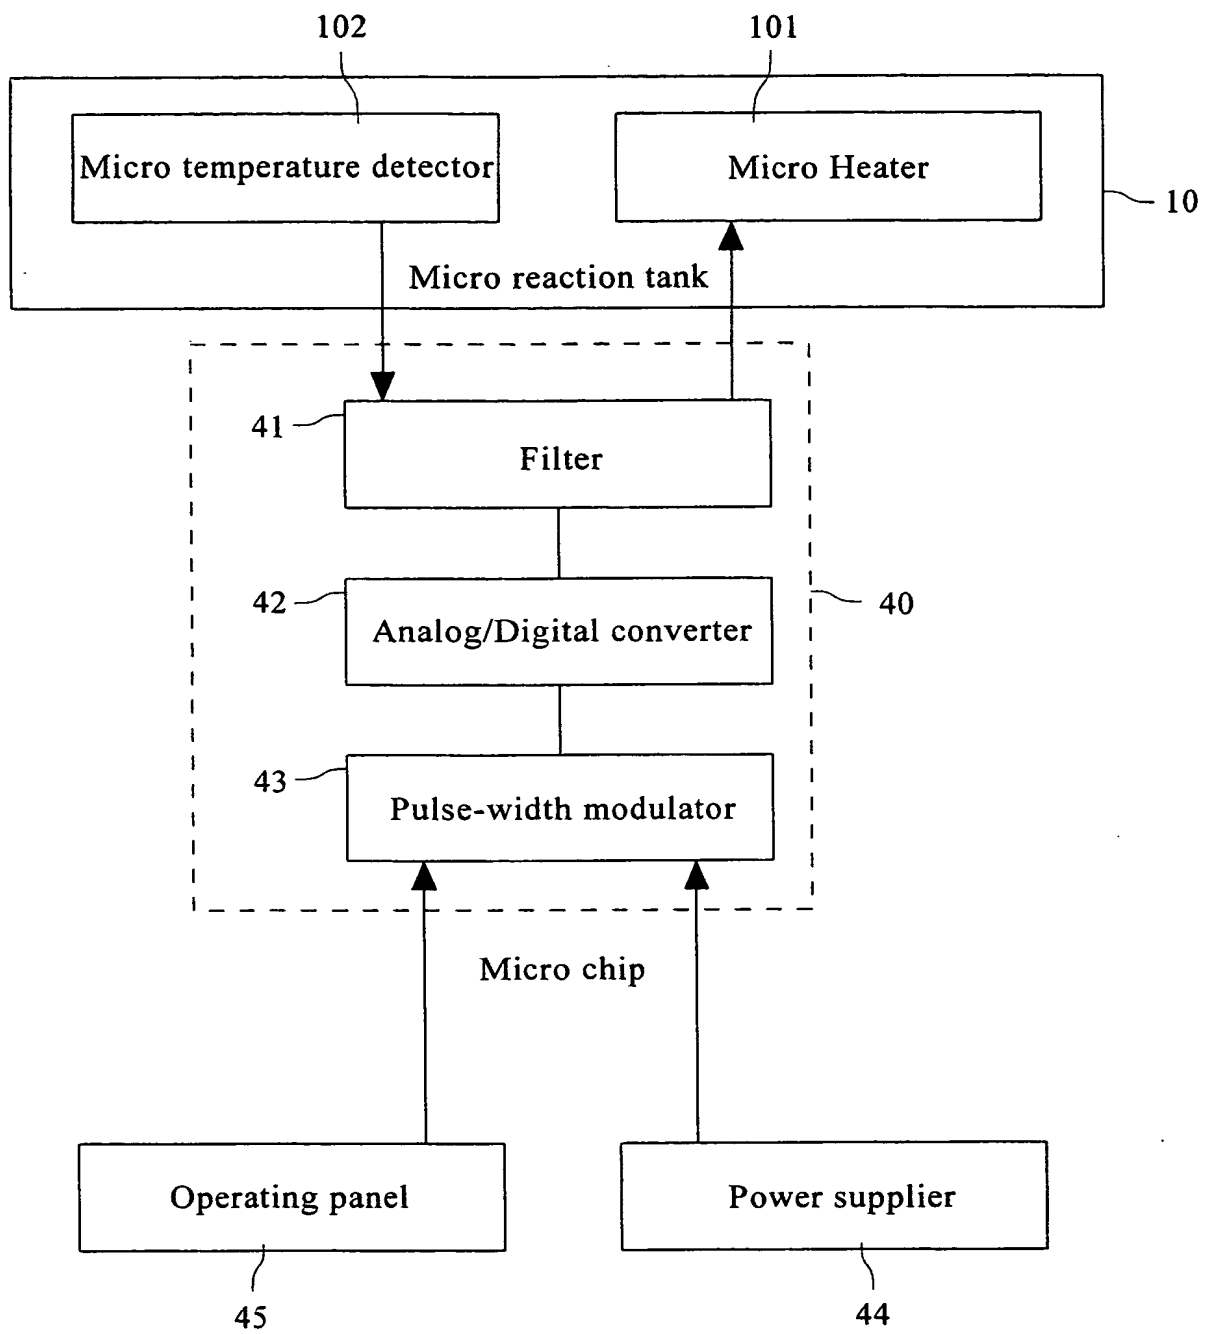 102
101
Micro temperature detector
Micro Heater
10
Micro reaction tank
41
Filter
42
Analog/Digital converter
40
43
Pulse-width modulator
Micro chip
Operating panel
Power supplier
45
44